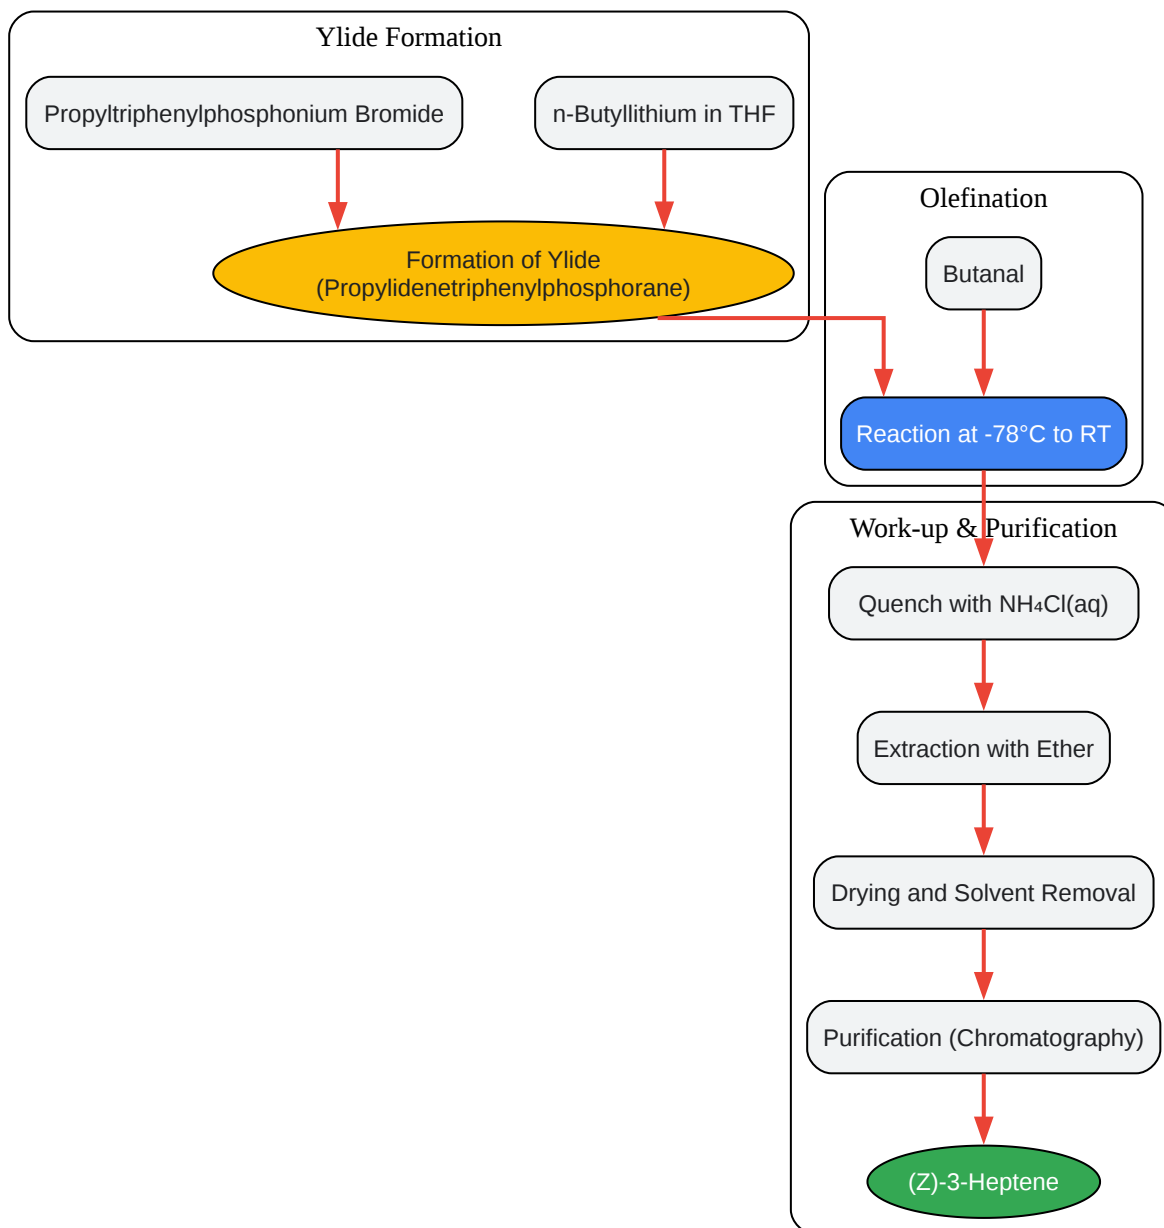 Ylide Formation
Propyltriphenylphosphonium Bromide
n-Butyllithium in THF
Formation of Ylide
(Propylidenetriphenylphosphorane)
Olefination
Butanal
Reaction at -78°C to RT
Work-up & Purification
Quench with NH₄Cl(aq)
Extraction with Ether
Drying and Solvent Removal
Purification (Chromatography)
(Z)-3-Heptene